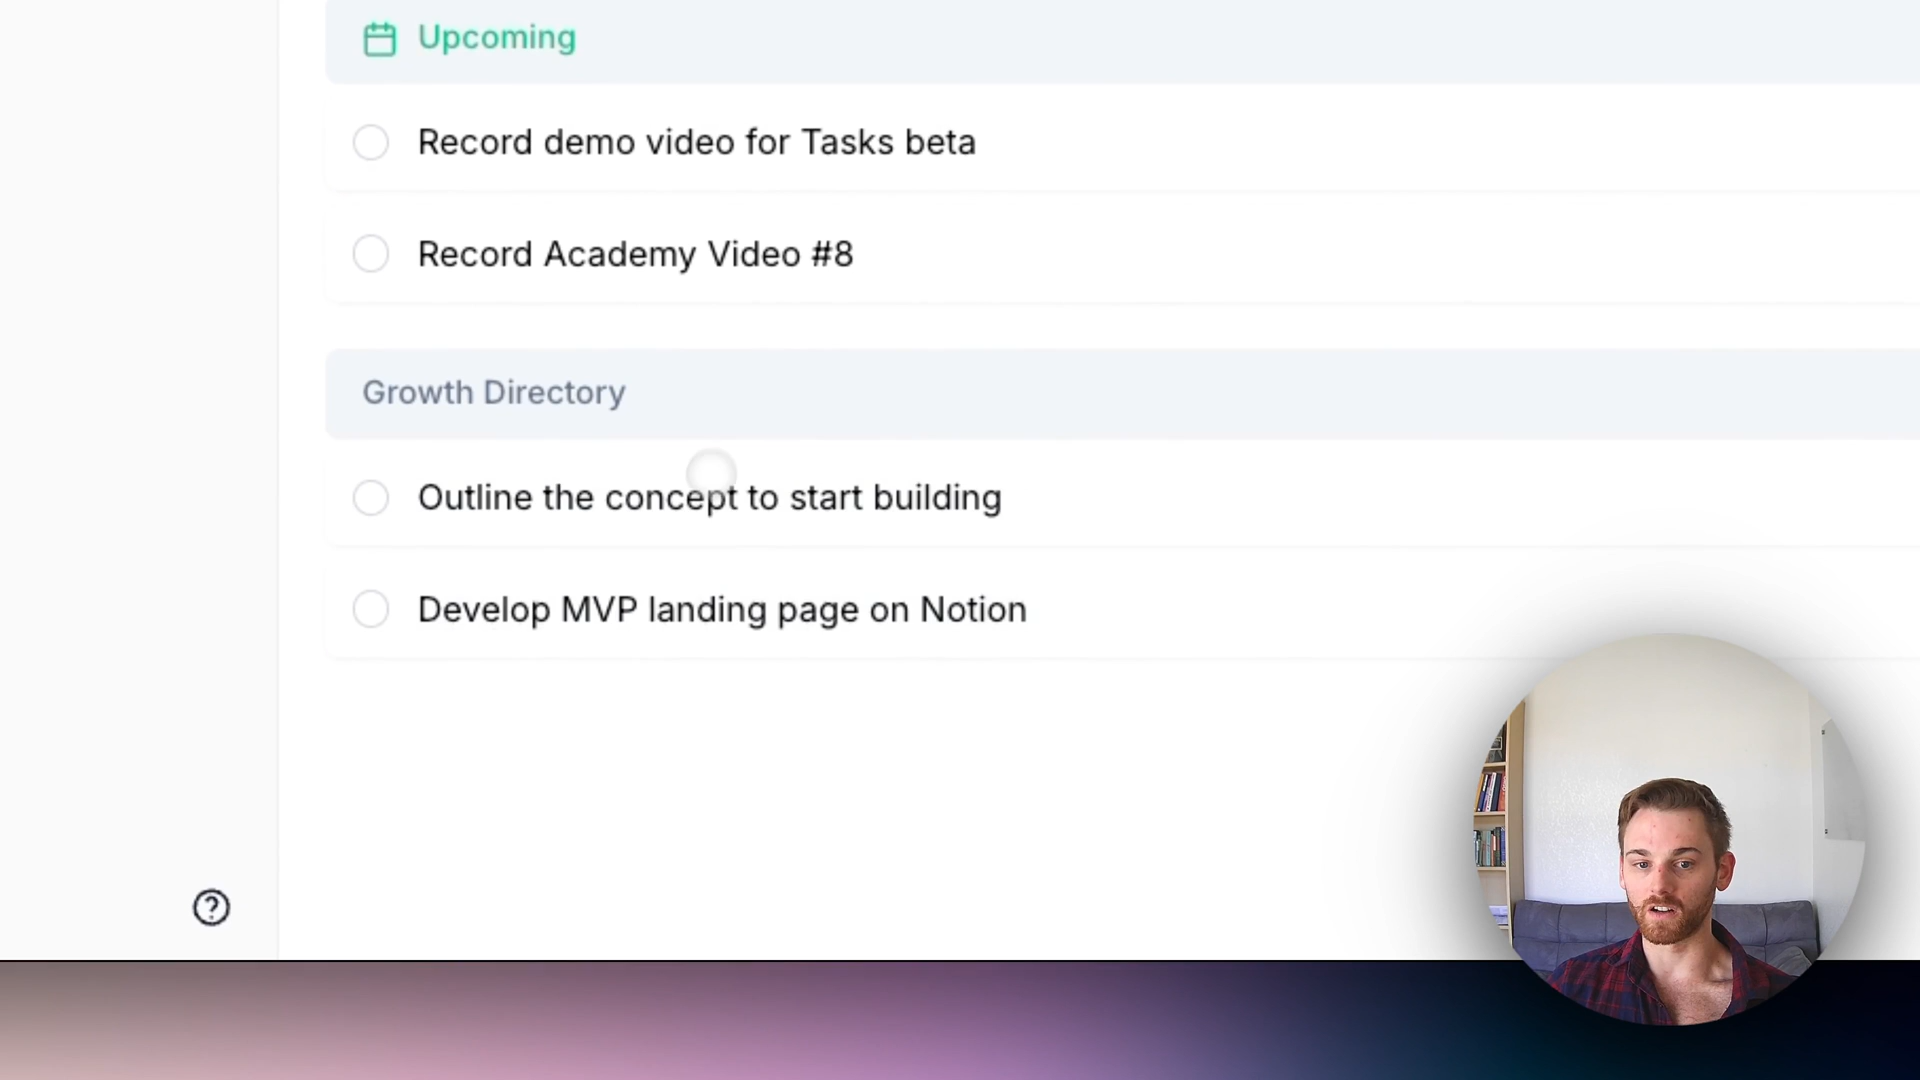 Upcoming
Record demo video for Tasks beta
Record Academy Video #8
Growth Directory
Outline the concept to start building
Develop MVP landing page on Notion
?